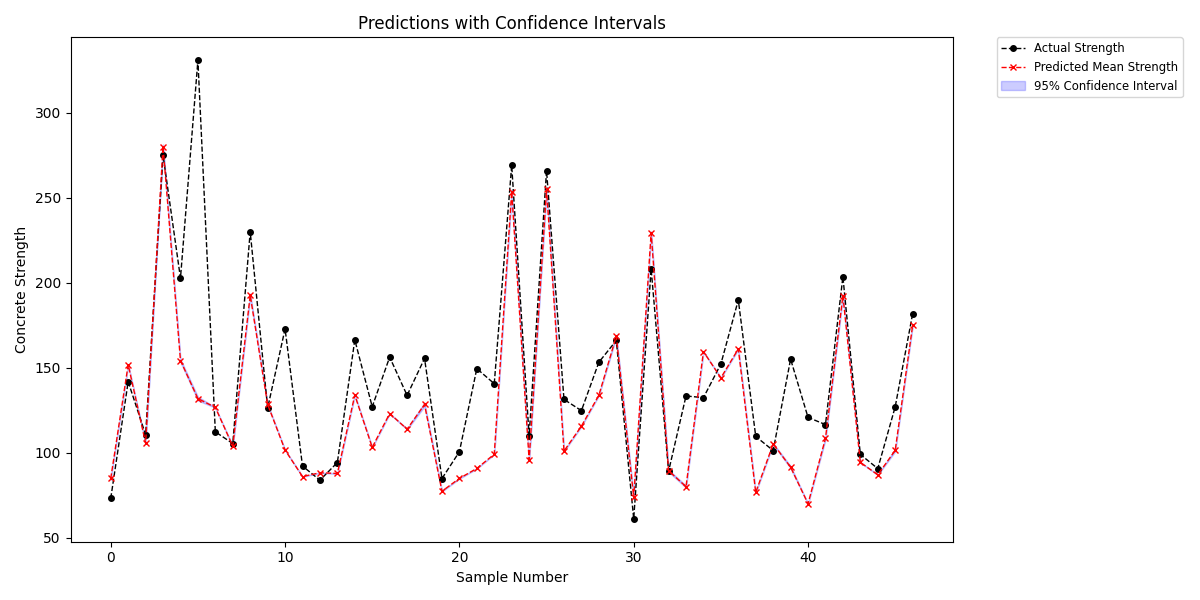 Predictions with Confidence Intervals
Actual Strength
Predicted Mean Strength
95% Confidence Interval
Concrete Strength
300
250
200
150
100
50
0
10
20
30
40
Sample Number